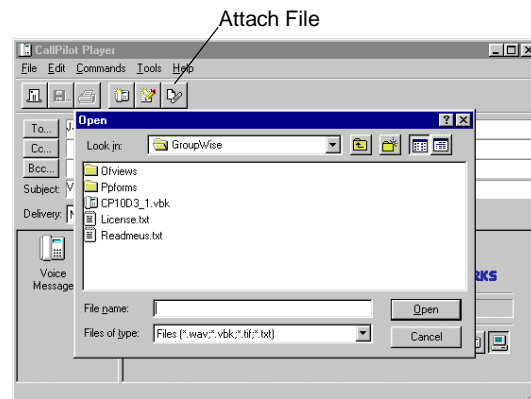 Attach File
CallPilot Player
File Edit Commands Tools Help
Open
To...
Look in: GroupWise
Cc...
Bcc...
Ofviews
Ppforms
CP10D3_1.vbk
License.txt
Readmeus.txt
Subject:
Delivery:
Voice
Message
File name:
Open
Files of type: Files (*.wav;*.vbk;*.tif;*.txt)
Cancel